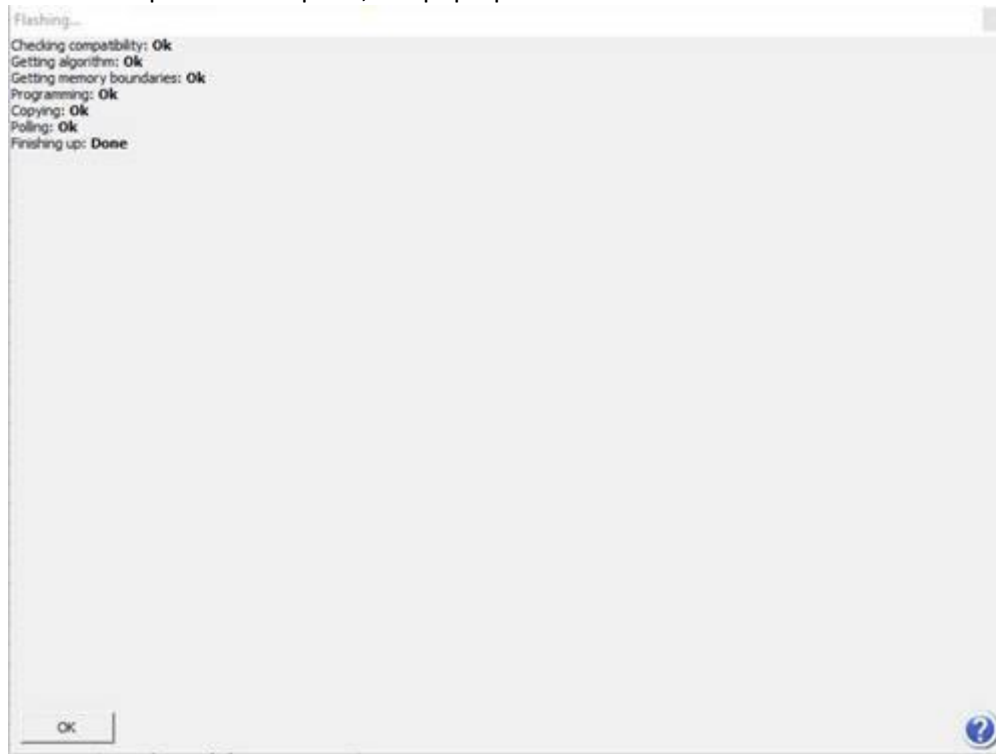 Flashing...
Checking compatibility: Ok
Getting algorithm: Ok
Getting memory boundaries: Ok
Programming: Ok
Copying: Ok
Polling: Ok
Finishing up: Done
OK
?